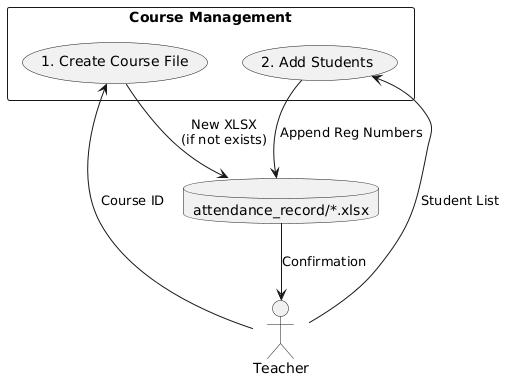 Course Management
1. Create Course File
2. Add Students
New XLSX
(if not exists)
Append Reg Numbers
attendance_record/*.xlsx
Course ID
Student List
Confirmation
Teacher